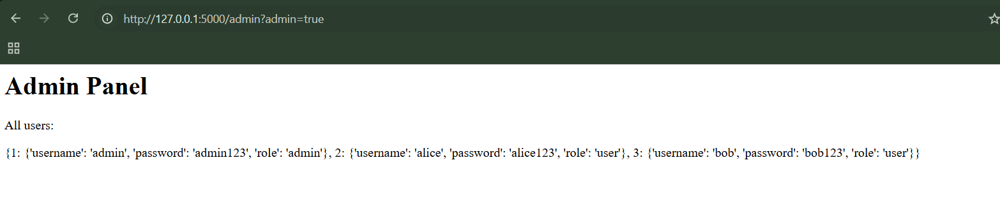 http://127.0.0.1:5000/admin?admin=true
Admin Panel
All users:
{1: {'username': 'admin', 'password': 'admin123', 'role': 'admin'}, 2: {'username': 'alice', 'password': 'alice123', 'role': 'user'}, 3: {'username': 'bob', 'password': 'bob123', 'role': 'user'}}